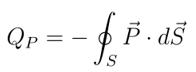 $Q_P = -\oint_S \vec{P} \cdot d\vec{S}$